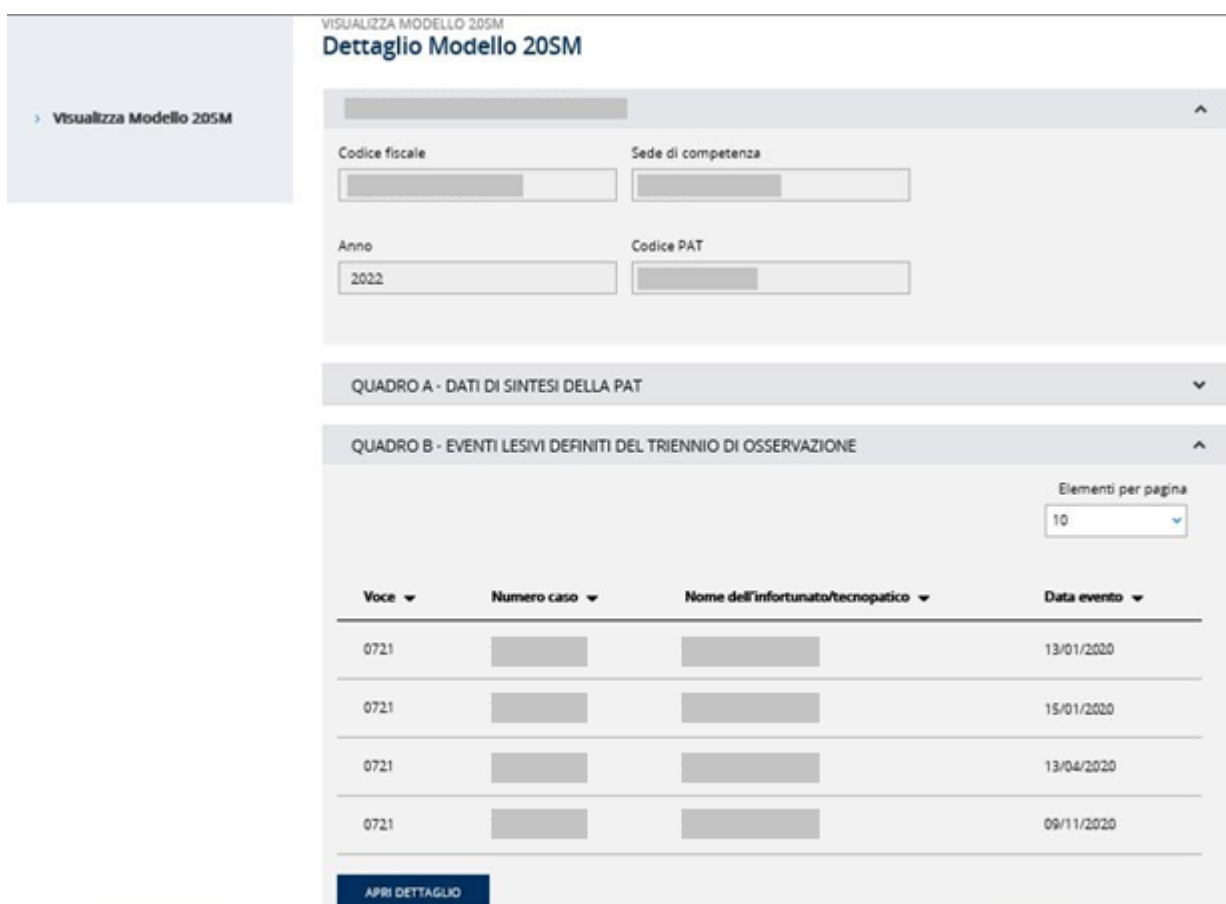 VISUALIZZA MODELLO 20SM
Dettaglio Modello 20SM
Visualizza Modello 20SM
Codice fiscale Sede di competenza
Anno Codice PAT
2022
QUADRO A - DATI DI SINTESI DELLA PAT
QUADRO B - EVENTI LESIVI DEFINITI DEL TRIENNIO DI OSSERVAZIONE
Elementi per pagina
10
Voce Numero caso Nome dell'infortunato/tecnopatico Data evento
0721 13/01/2020
0721 15/01/2020
0721 13/04/2020
0721 09/11/2020
APRI DETTAGLIO